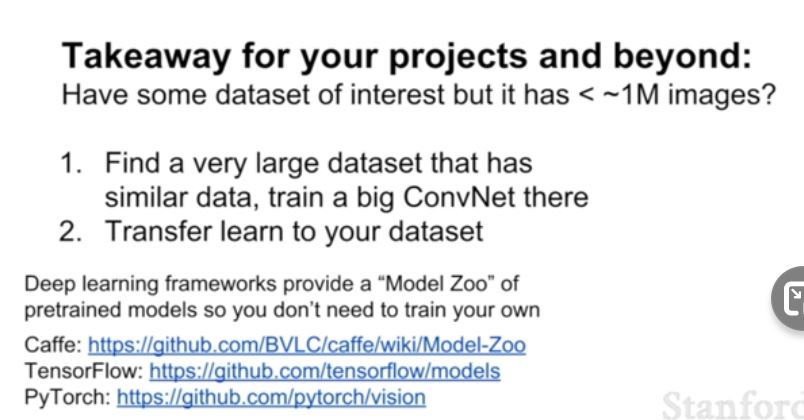 Takeaway for your projects and beyond:
Have some dataset of interest but it has < ~1M images?
1. Find a very large dataset that has
similar data, train a big ConvNet there
2. Transfer learn to your dataset
Deep learning frameworks provide a “Model Zoo” of
pretrained models so you don’t need to train your own
Caffe: https://github.com/BVLC/caffe/wiki/Model-Zoo
TensorFlow: https://github.com/tensorflow/models
PyTorch: https://github.com/pytorch/vision
Stanford